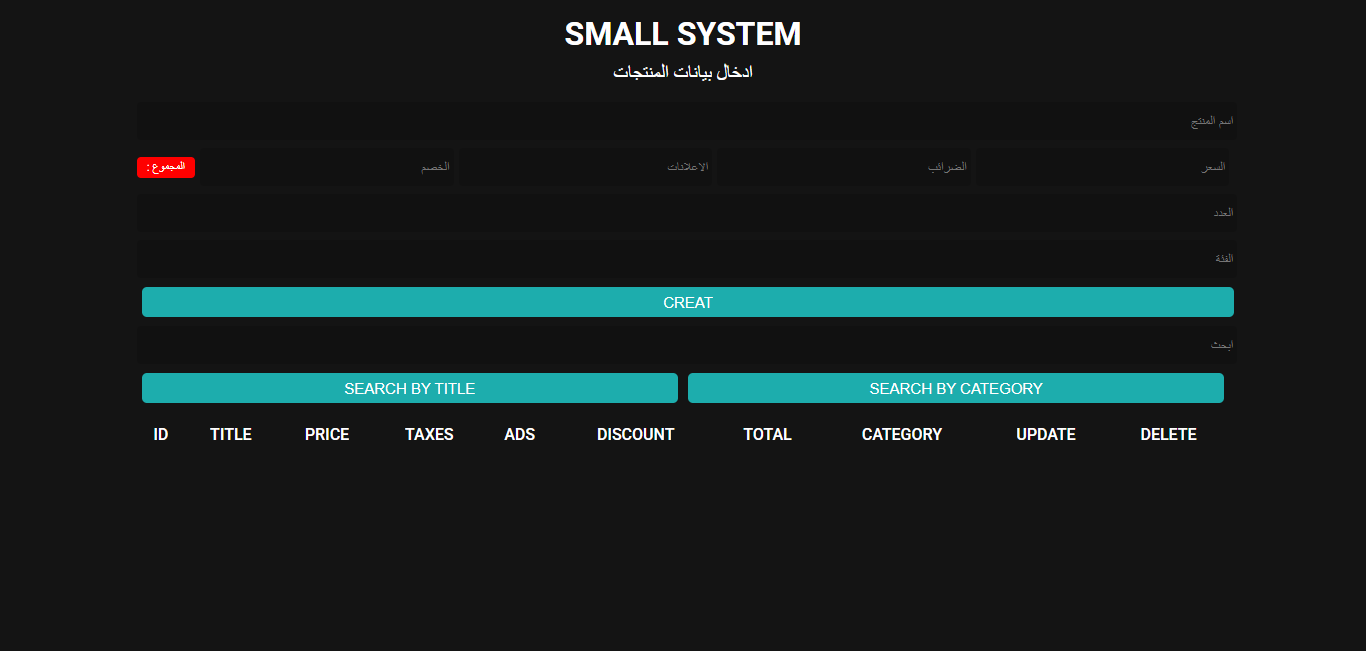 SMALL SYSTEM
ادخال بيانات المنتجات
اسم المنتج
السعر الضرائب الاعلانات الخصم المجموع :
العدد
الفئة
CREAT
ابحث
SEARCH BY TITLE SEARCH BY CATEGORY
ID TITLE PRICE TAXES ADS DISCOUNT TOTAL CATEGORY UPDATE DELETE